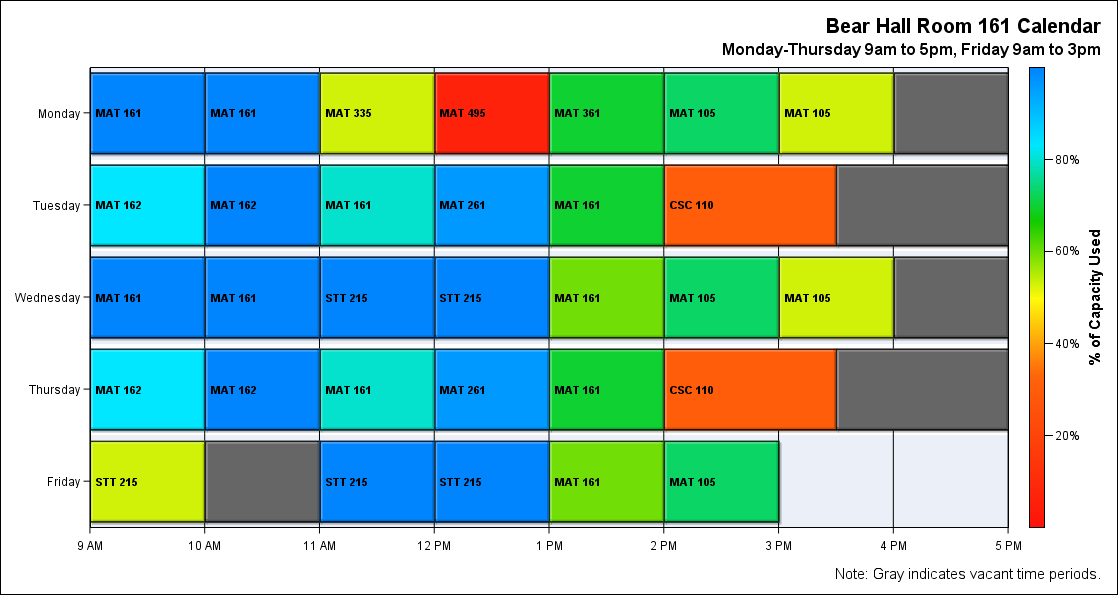 Bear Hall Room 161 Calendar
Monday-Thursday 9am to 5pm, Friday 9am to 3pm
Monday
MAT 161
MAT 161
MAT 335
MAT 495
MAT 361
MAT 105
MAT 105
Tuesday
MAT 162
MAT 162
MAT 161
MAT 261
MAT 161
CSC 110
Wednesday
MAT 161
MAT 161
STT 215
STT 215
MAT 161
MAT 105
MAT 105
Thursday
MAT 162
MAT 162
MAT 161
MAT 261
MAT 161
CSC 110
Friday
STT 215
STT 215
STT 215
MAT 161
MAT 105
9 AM
10 AM
11 AM
12 PM
1 PM
2 PM
3 PM
4 PM
5 PM
80%
60%
40%
20%
% of Capacity Used
Note: Gray indicates vacant time periods.